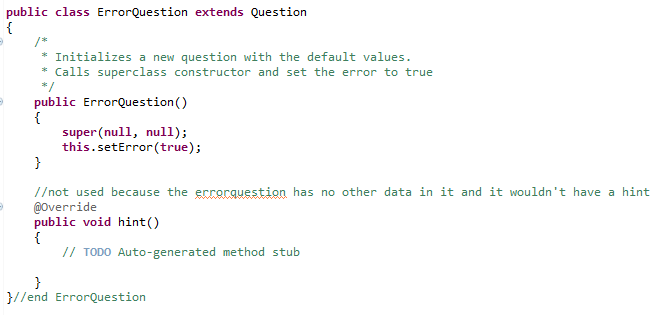 public class ErrorQuestion extends Question
{
/*
* Initializes a new question with the default values.
* Calls superclass constructor and set the error to true
*/
public ErrorQuestion()
{
super(null, null);
this.setError(true);
}
//not used because the errorquestion has no other data in it and it wouldn't have a hint
@Override
public void hint()
{
// TODO Auto-generated method stub
}
}//end ErrorQuestion